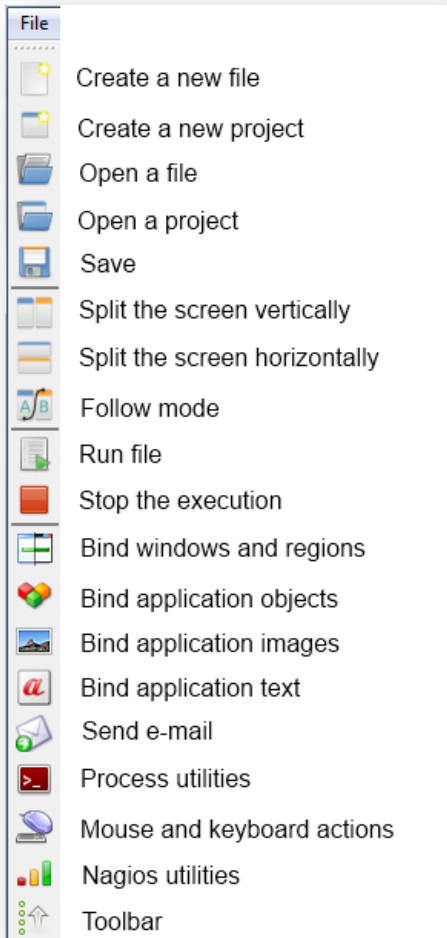 File
Create a new file
Create a new project
Open a file
Open a project
Save
Split the screen vertically
Split the screen horizontally
A B Follow mode
Run file
Stop the execution
Bind windows and regions
Bind application objects
Bind application images
a Bind application text
Send e-mail
>_ Process utilities
Mouse and keyboard actions
Nagios utilities
Toolbar